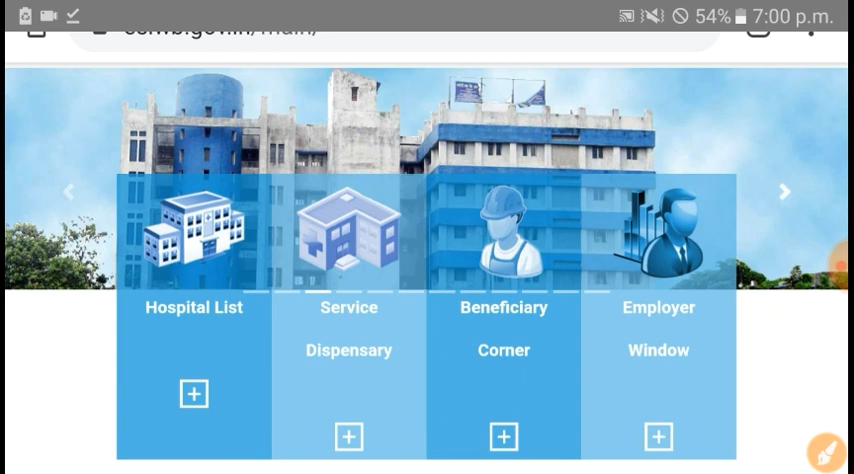 54% 7:00 p.m.
Hospital List
Service
Dispensary
Beneficiary
Corner
Employer
Window